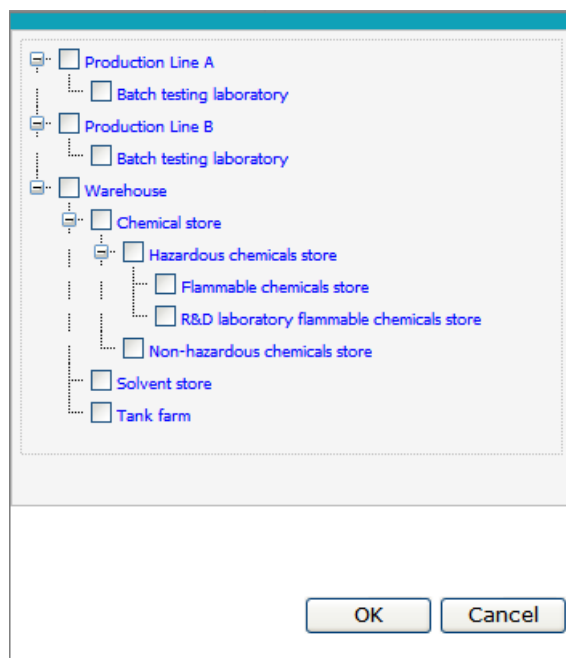 Production Line A
Batch testing laboratory
Production Line B
Batch testing laboratory
Warehouse
Chemical store
Hazardous chemicals store
Flammable chemicals store
R&D laboratory flammable chemicals store
Non-hazardous chemicals store
Solvent store
Tank farm
OK Cancel